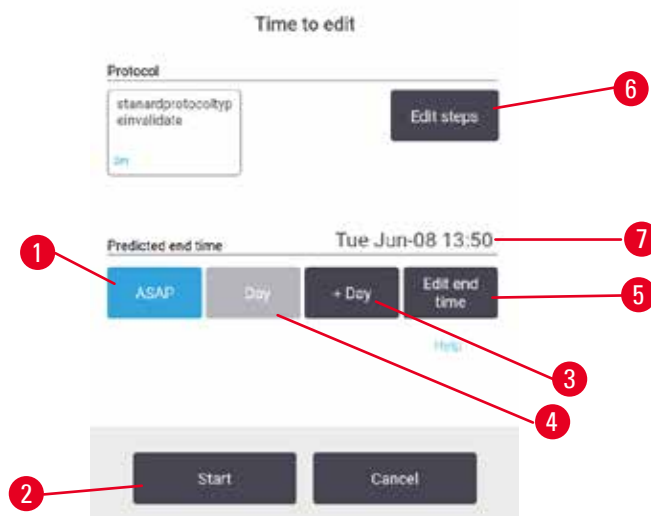 Time to edit
Protocol
6
stanardprotocoltyp
einvalidate
Edit steps
Predicted end time
Tue Jun-08 13:50
7
1
ASAP
Day
+ Day
Edit end
time
5
Help
3
4
Start
Cancel
2